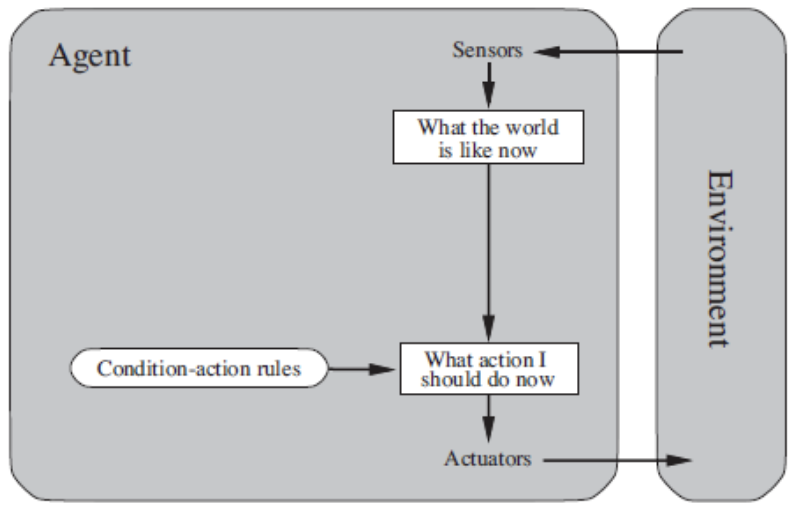 Agent
Sensors
What the world
is like now
Environment
Condition-action rules
What action I
should do now
Actuators